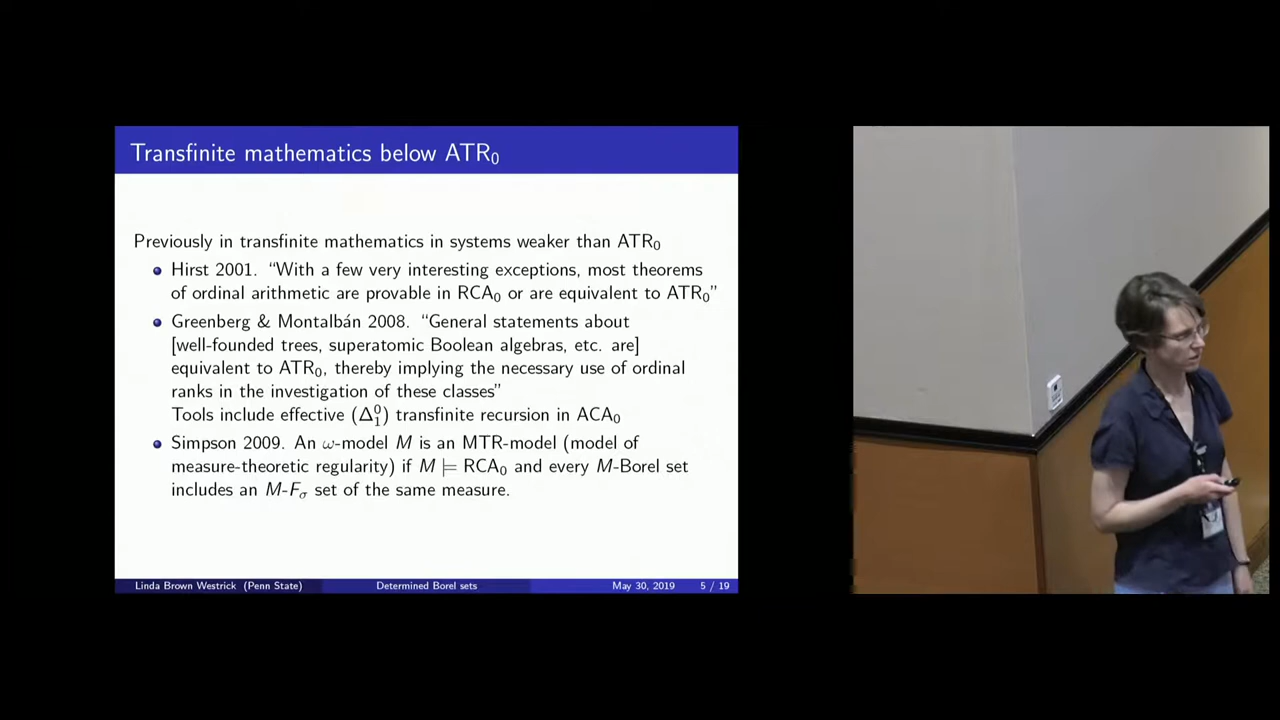 Transfinite mathematics below ATR₀
Previously in transfinite mathematics in systems weaker than ATR₀
Hirst 2001. “With a few very interesting exceptions, most theorems
of ordinal arithmetic are provable in RCA₀ or are equivalent to ATR₀”
Greenberg & Montalbán 2008. “General statements about
[well-founded trees, superatomic Boolean algebras, etc. are]
equivalent to ATR₀, thereby implying the necessary use of ordinal
ranks in the investigation of these classes”
Tools include effective (Δ⁰₁) transfinite recursion in ACA₀
Simpson 2009. An ω-model M is an MTR-model (model of
measure-theoretic regularity) if M ⊨ RCA₀ and every M-Borel set
includes an M-Fσ set of the same measure.
Linda Brown Westrick (Penn State) Determined Borel sets May 30, 2019 5 / 19